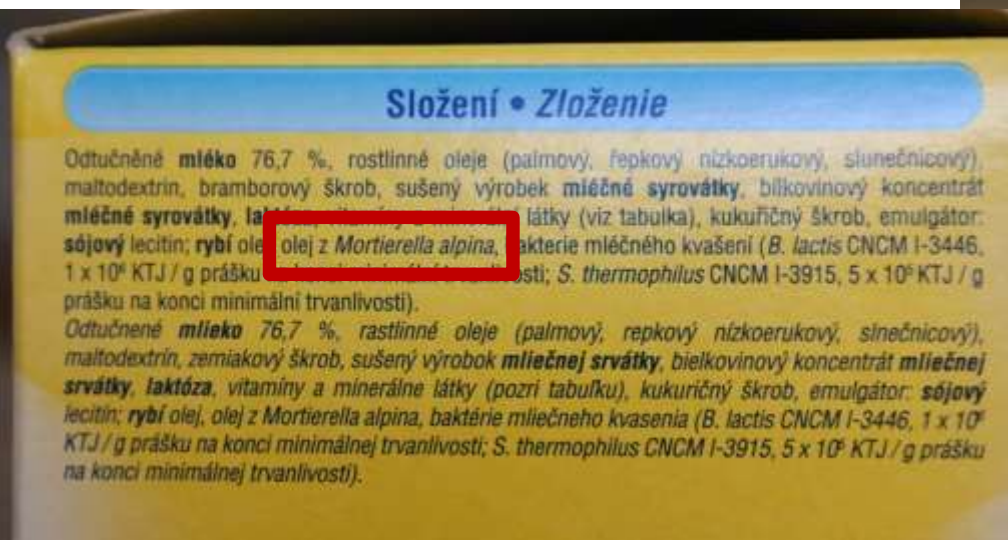 Složení • Zloženie
Odtučněné mléko 76,7 %, rostlinné oleje (palmový, řepkový nízkoerukový, slunečnicový),
maltodextrin, bramborový škrob, sušený výrobek mléčné syrovátky, bílkovinový koncentrát
mléčné syrovátky, látky (viz tabulka), kukuřičný škrob, emulgátor:
sójový lecitin; rybí olej olej z Mortierella alpina, bakterie mléčného kvašení (B. lactis CNCM I-3446,
1 x 10⁶ KTJ / g prášku S. thermophilus CNCM I-3915, 5 x 10⁵ KTJ / g
prášku na konci minimální trvanlivosti).
Odtučnené mlieko 76,7 %, rastlinné oleje (palmový, repkový nízkoerukový, slnečnicový),
maltodextrín, zemiakový škrob, sušený výrobok mliečnej srvátky, bielkovinový koncentrát mliečnej
srvátky, laktóza, vitamíny a minerálne látky (pozri tabuľku), kukuričný škrob, emulgátor: sójový
lecitín; rybí olej, olej z Mortierella alpina, baktérie mliečneho kvasenia (B. lactis CNCM I-3446, 1 x 10⁶
KTJ / g prášku na konci minimálnej trvanlivosti; S. thermophilus CNCM I-3915, 5 x 10⁵ KTJ / g prášku
na konci minimálnej trvanlivosti).